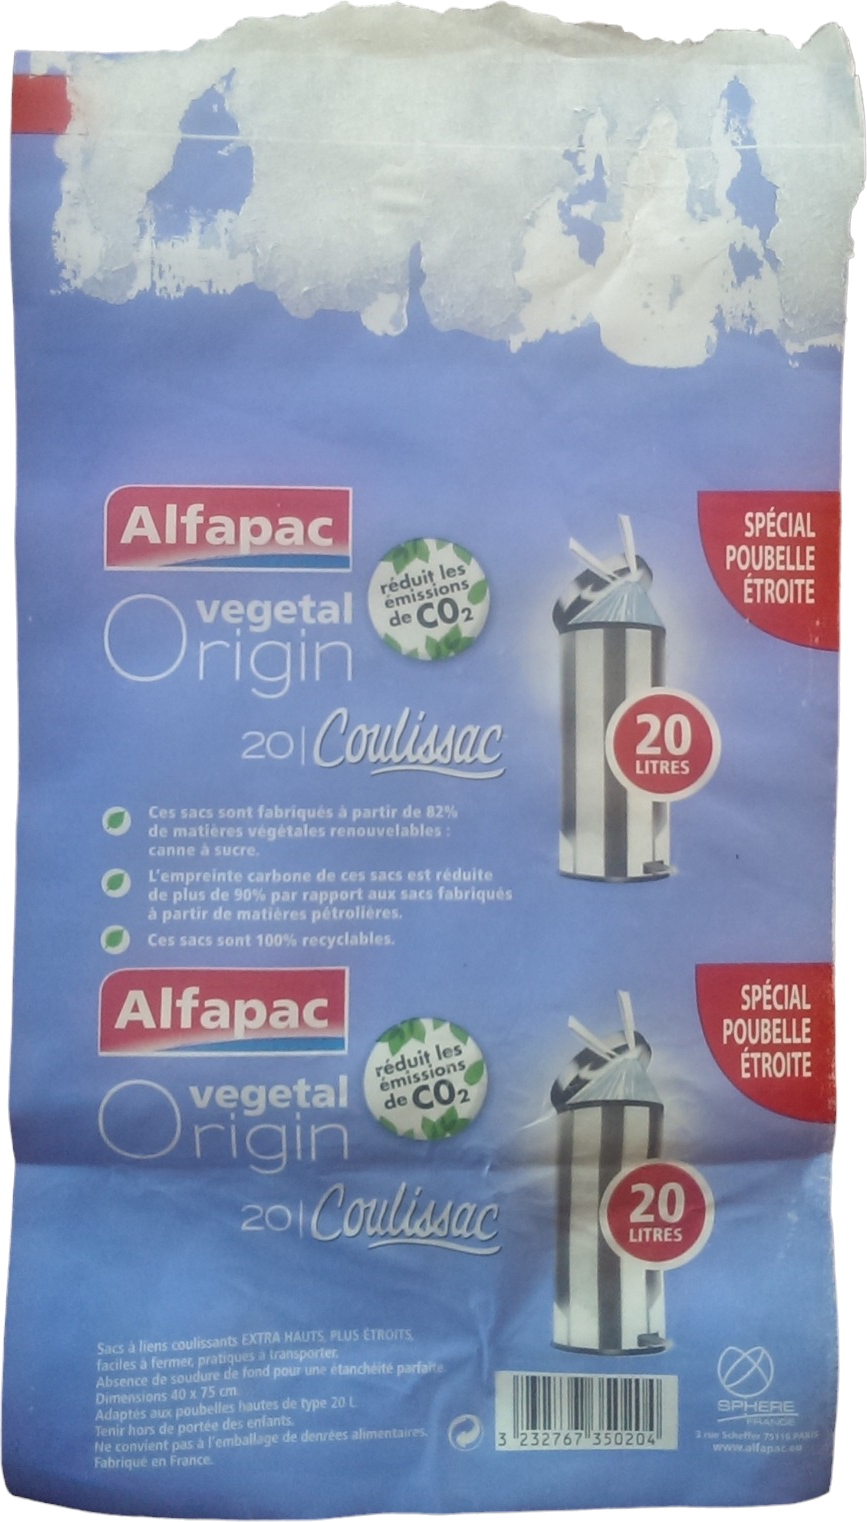 Alfapac
vegetal
Origin
20 | Coulissac
réduit les
émissions
de CO2
SPÉCIAL
POUBELLE
ÉTROITE
20
LITRES
Ces sacs sont fabriqués à partir de 82%
de matières végétales renouvelables :
canne à sucre.
L'empreinte carbone de ces sacs est réduite
de plus de 90% par rapport aux sacs fabriqués
à partir de matières pétrolières.
Ces sacs sont 100% recyclables.
Alfapac
vegetal
Origin
20 | Coulissac
réduit les
émissions
de CO2
SPÉCIAL
POUBELLE
ÉTROITE
20
LITRES
Sacs à liens coulissants EXTRA HAUTS, PLUS ÉTROITS,
faciles à fermer, pratiques à transporter.
Absence de soudure de fond pour une étanchéité parfaite.
Dimensions 40 x 75 cm.
Adaptés aux poubelles hautes de type 20 L.
Tenir hors de portée des enfants.
Ne convient pas à l'emballage de denrées alimentaires.
Fabriqué en France.
3 232767 350204
SPHERE
FRANCE
3 rue Scheffer 75116 PARIS
www.alfapac.eu